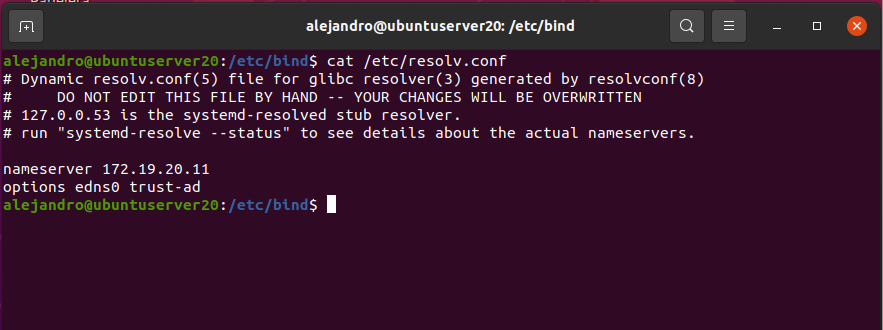 alejandro@ubuntuserver20: /etc/bind
alejandro@ubuntuserver20:/etc/bind$ cat /etc/resolv.conf
# Dynamic resolv.conf(5) file for glibc resolver(3) generated by resolvconf(8)
#     DO NOT EDIT THIS FILE BY HAND -- YOUR CHANGES WILL BE OVERWRITTEN
# 127.0.0.53 is the systemd-resolved stub resolver.
# run "systemd-resolve --status" to see details about the actual nameservers.
nameserver 172.19.20.11
options edns0 trust-ad
alejandro@ubuntuserver20:/etc/bind$